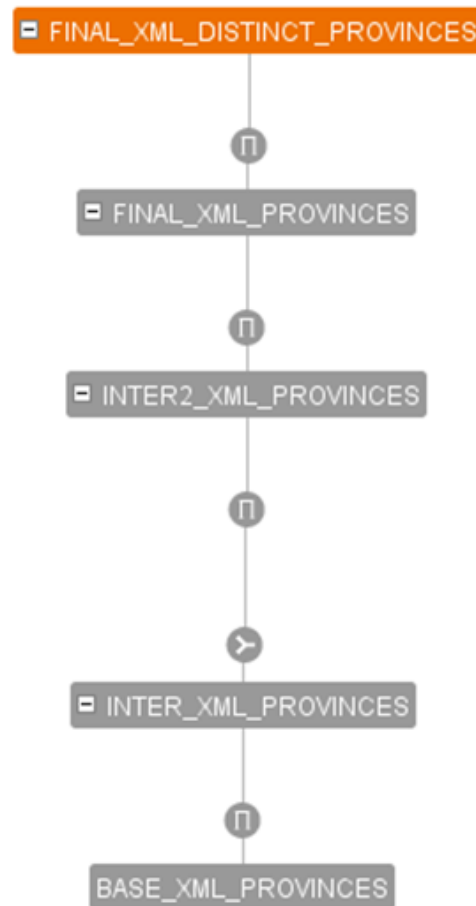 FINAL_XML_DISTINCT_PROVINCES
Π
FINAL_XML_PROVINCES
Π
INTER2_XML_PROVINCES
Π
INTER_XML_PROVINCES
Π
BASE_XML_PROVINCES